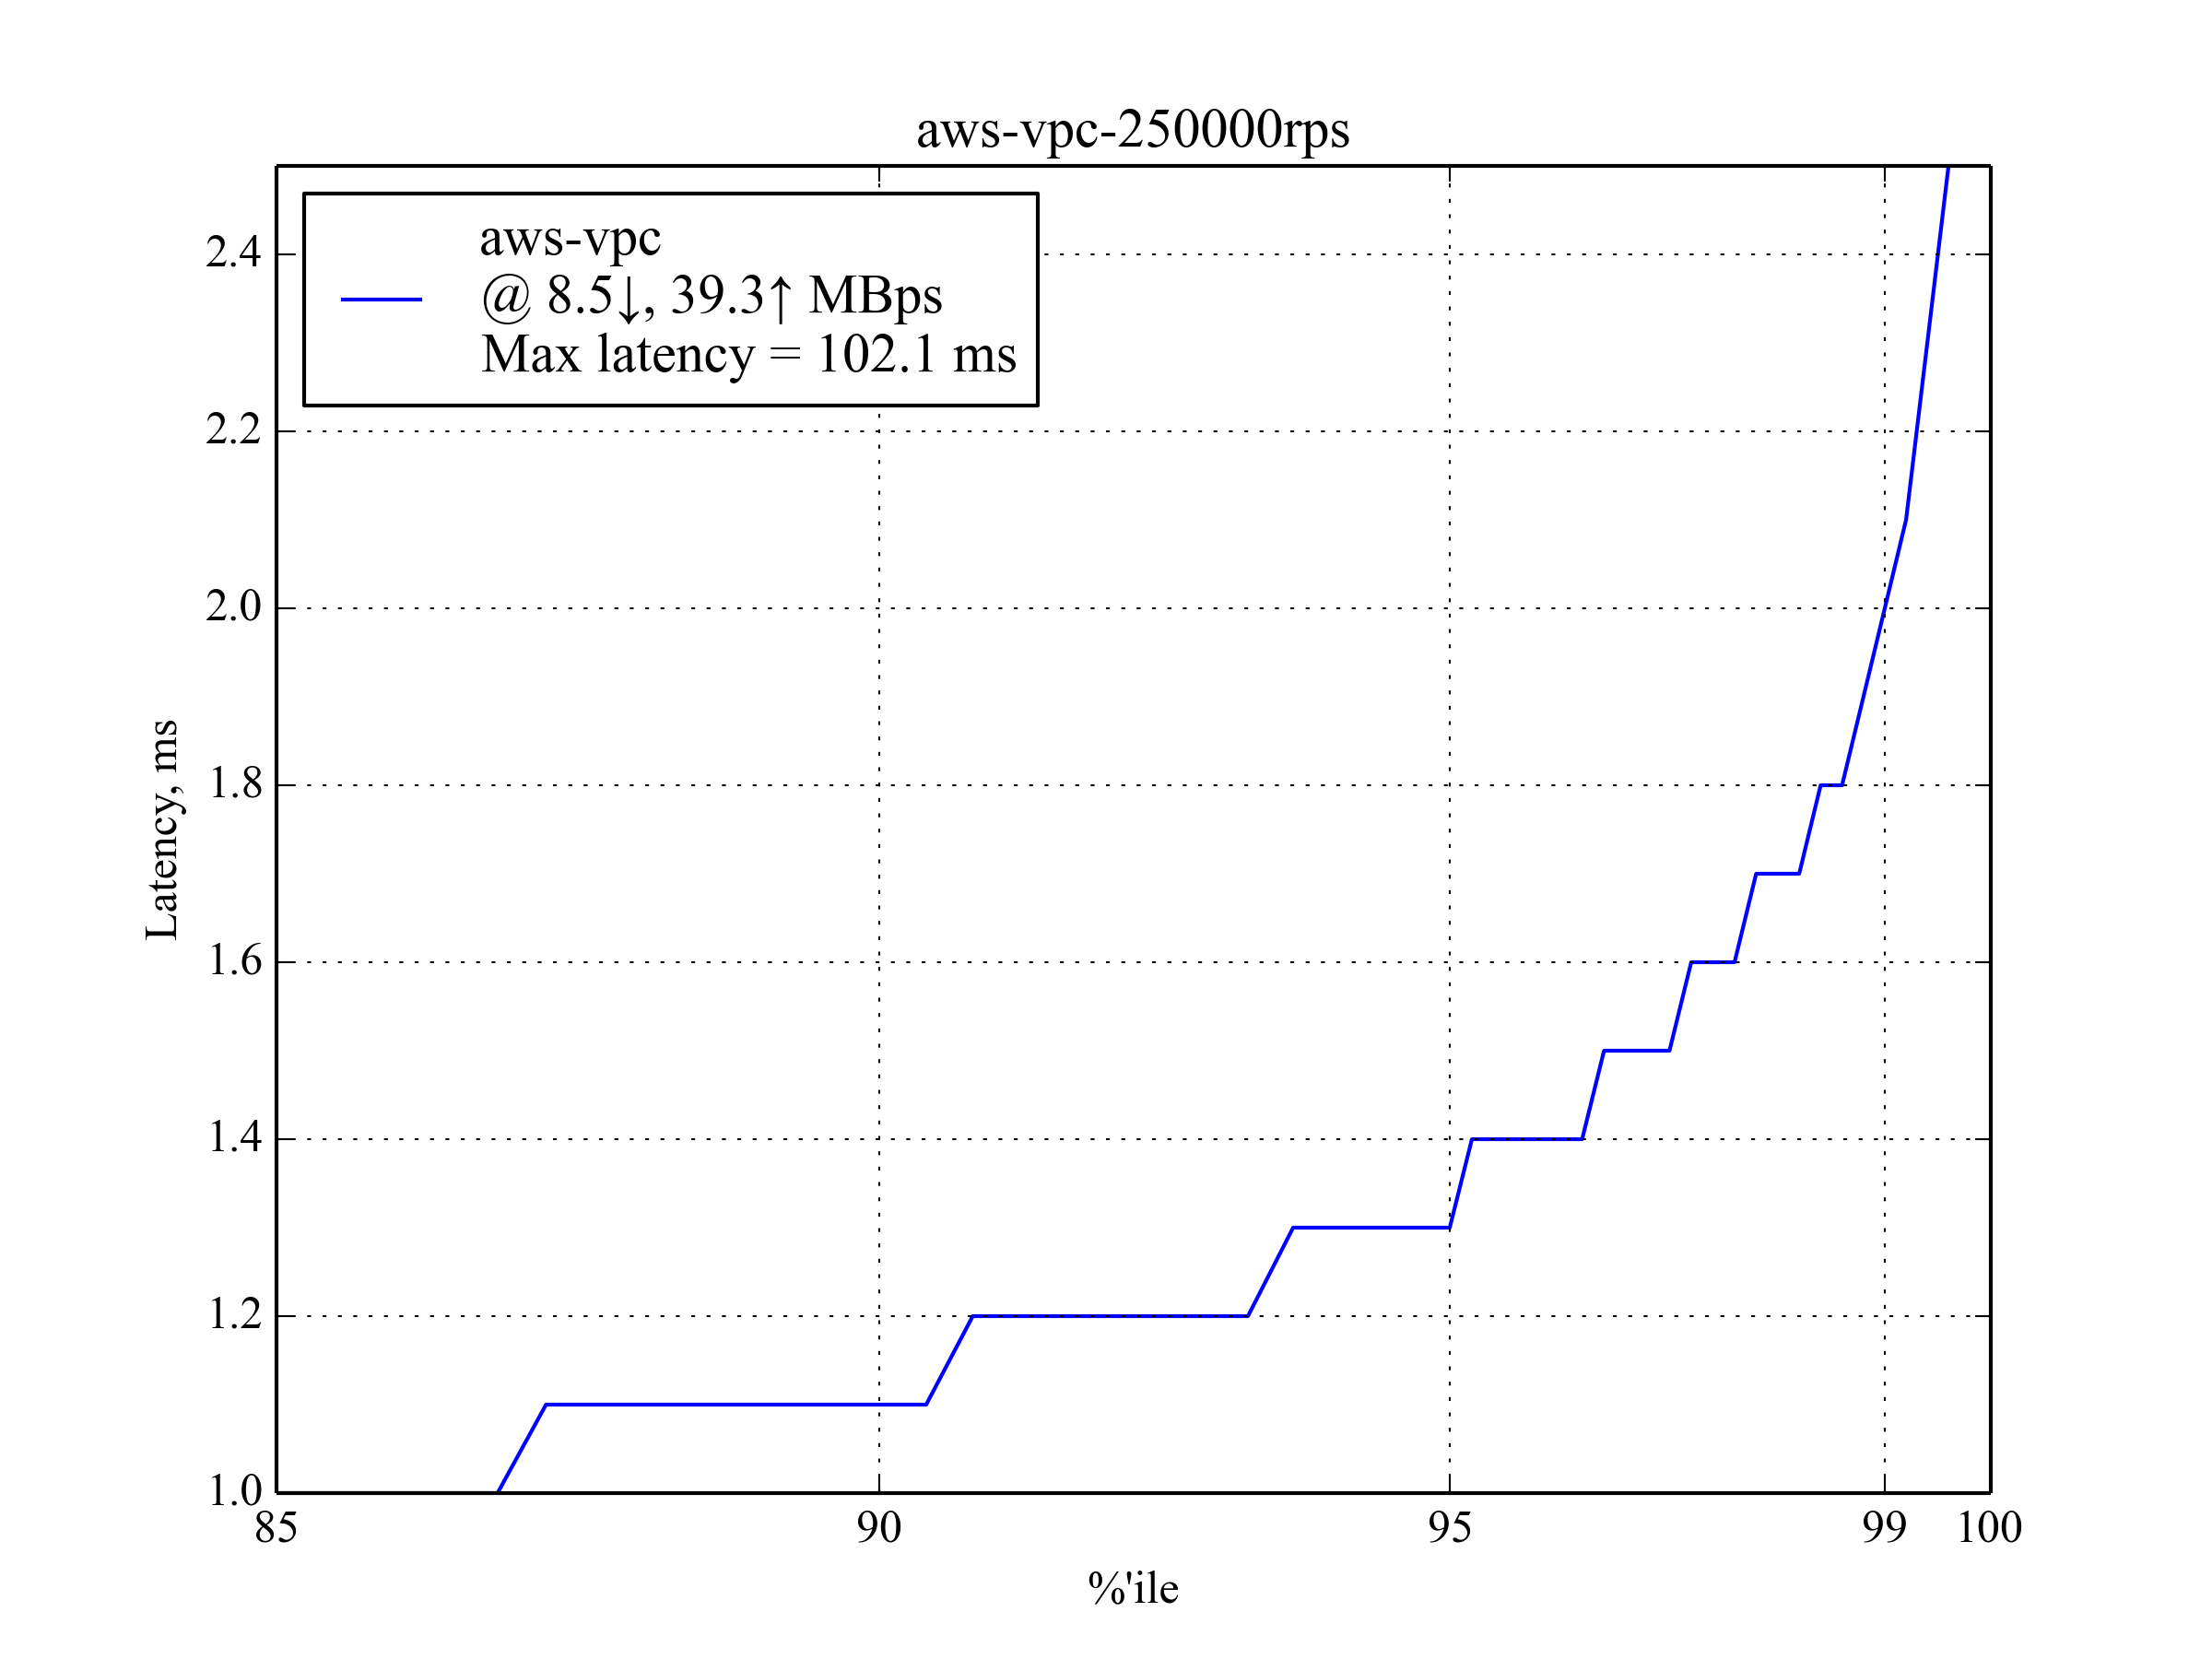 aws-vpc-250000rps
aws-vpc
@ 8.5↓, 39.3↑ MBps
Max latency = 102.1 ms
2.4
2.2
2.0
1.8
1.6
1.4
1.2
1.0
Latency, ms
85 90 95 99 100
%'ile